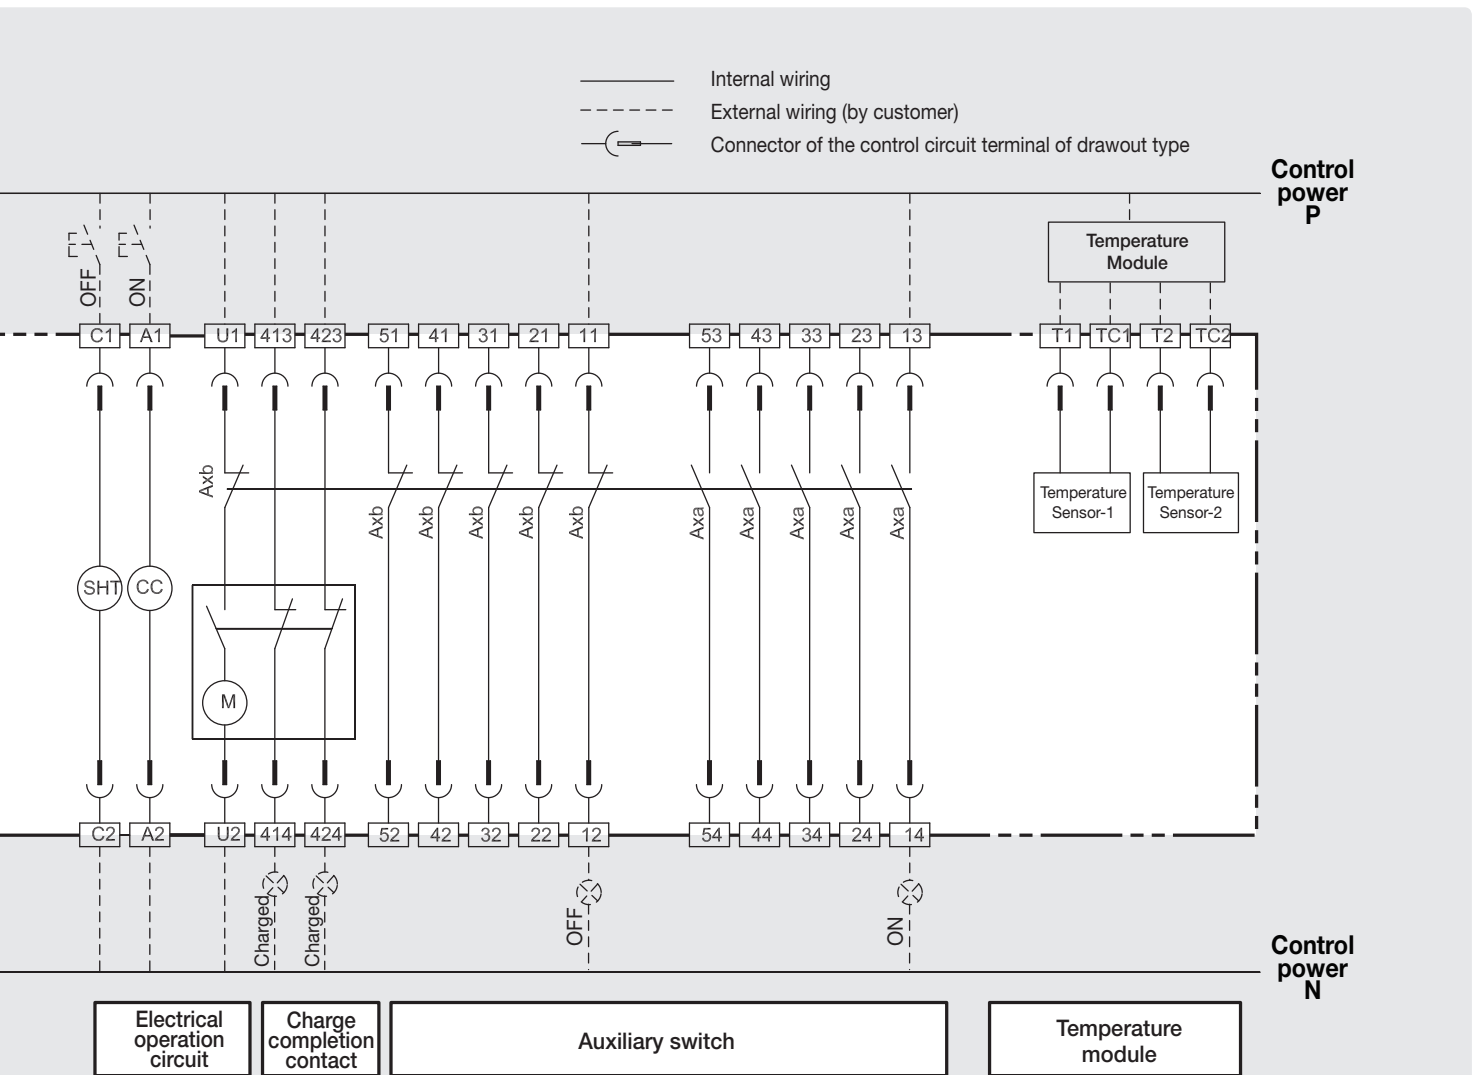 Internal wiring
External wiring (by customer)
Connector of the control circuit terminal of drawout type
Control
power
P
Temperature
Module
OFF
ON
C1 A1 U1 413 423 51 41 31 21 11 53 43 33 23 13 T1 TC1 T2 TC2
Axb
Axb Axb Axb Axb Axb Axa Axa Axa Axa Axa
Temperature
Sensor-1
Temperature
Sensor-2
SHT CC
M
C2 A2 U2 414 424 52 42 32 22 12 54 44 34 24 14
Charged
Charged
OFF
ON
Control
power
N
Electrical
operation
circuit
Charge
completion
contact
Auxiliary switch
Temperature
module